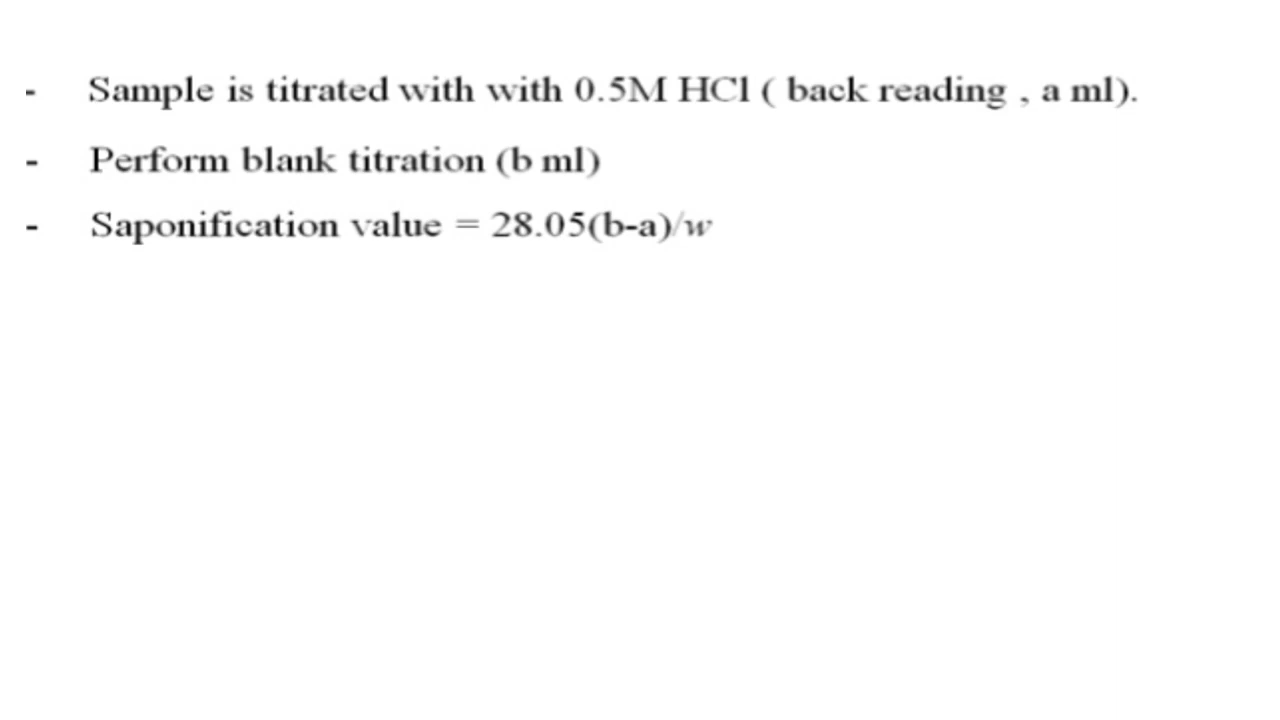 - Sample is titrated with with 0.5M HCl ( back reading , a ml).
- Perform blank titration (b ml)
- Saponification value = 28.05(b-a)/w